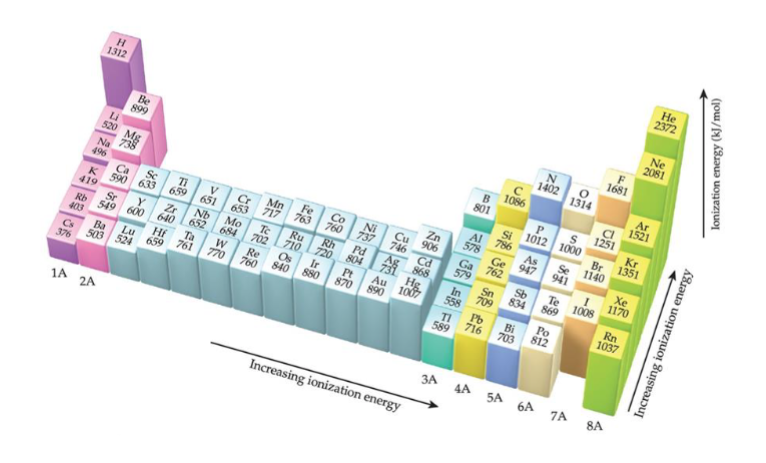 H
1312
Be
899
Li
520
Mg
738
Na
496
Ca
590
K
419
Sc
633
Ti
659
V
651
Cr
653
Mn
717
Fe
763
Co
760
Ni
737
Cu
746
Zn
906
Rb
403
Sr
549
Y
600
Zr
640
Nb
652
Mo
684
Tc
702
Ru
710
Rh
720
Pd
804
Ag
731
Cd
868
Cs
376
Ba
503
Lu
524
Hf
659
Ta
761
W
770
Re
760
Os
840
Ir
880
Pt
870
Au
890
Hg
1007
He
2372
B
801
C
1086
N
1402
O
1314
F
1681
Ne
2081
Al
578
Si
786
P
1012
S
1000
Cl
1251
Ar
1521
Ga
579
Ge
762
As
947
Se
941
Br
1140
Kr
1351
In
558
Sn
709
Sb
834
Te
869
I
1008
Xe
1170
Tl
589
Pb
716
Bi
703
Po
812
Rn
1037
1A
2A
3A
4A
5A
6A
7A
8A
Increasing ionization energy
Increasing ionization energy
Ionization energy (kJ/mol)